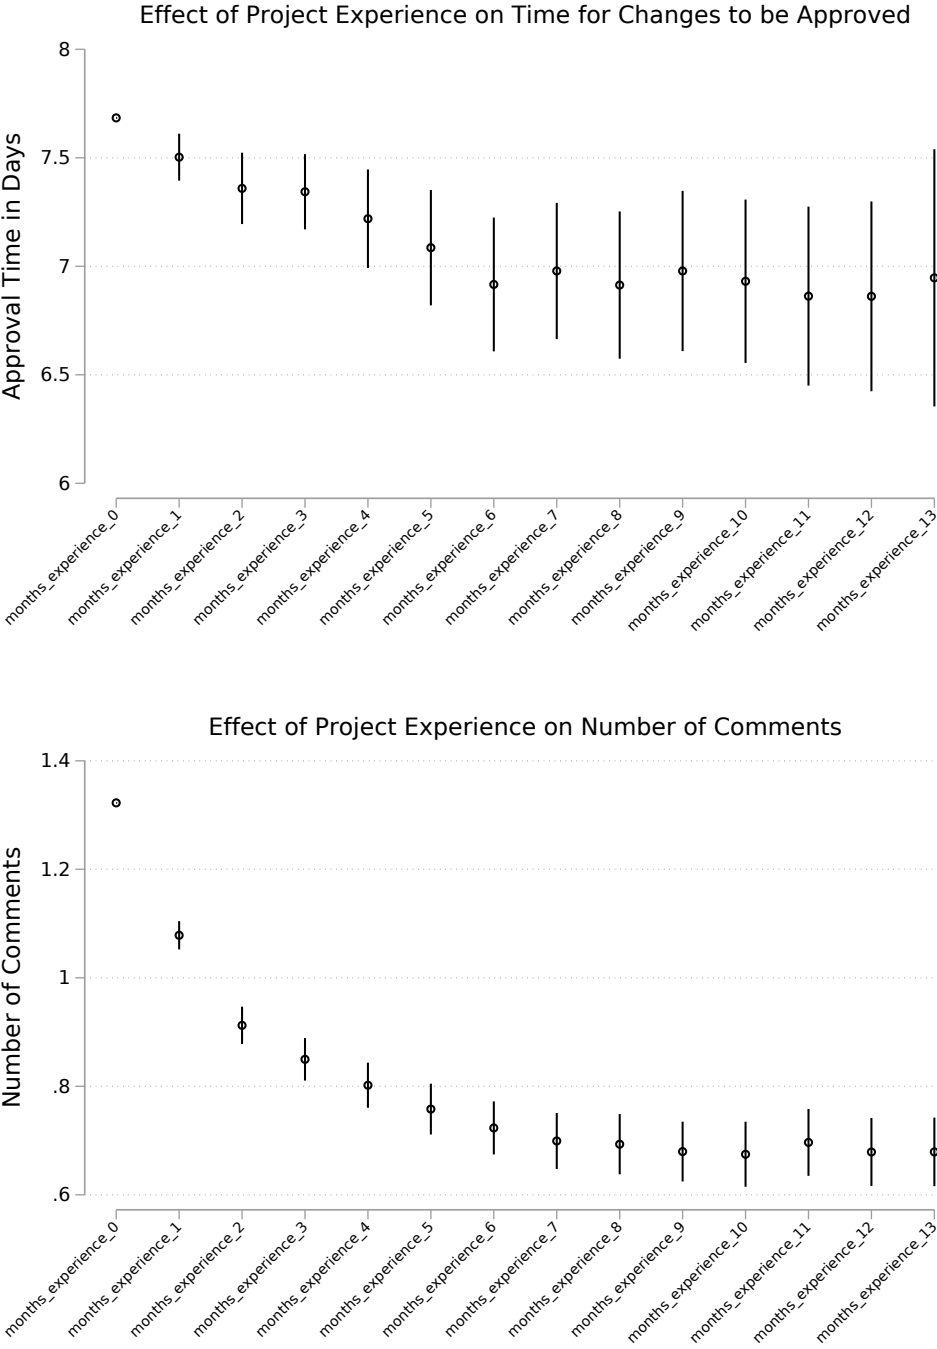 Effect of Project Experience on Time for Changes to be Approved
Approval Time in Days
8
7.5
7
6.5
6
months_experience_0
months_experience_1
months_experience_2
months_experience_3
months_experience_4
months_experience_5
months_experience_6
months_experience_7
months_experience_8
months_experience_9
months_experience_10
months_experience_11
months_experience_12
months_experience_13
Effect of Project Experience on Number of Comments
Number of Comments
1.4
1.2
1
.8
.6
months_experience_0
months_experience_1
months_experience_2
months_experience_3
months_experience_4
months_experience_5
months_experience_6
months_experience_7
months_experience_8
months_experience_9
months_experience_10
months_experience_11
months_experience_12
months_experience_13